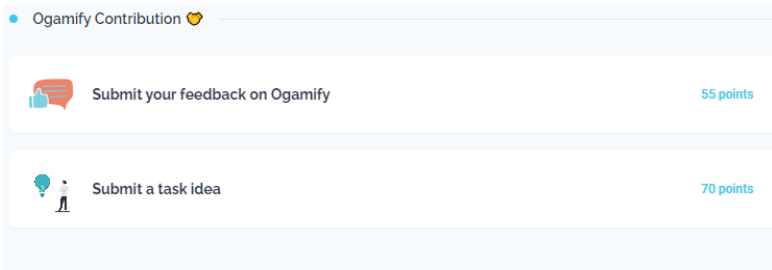 Ogamify Contribution
Submit your feedback on Ogamify
55 points
Submit a task idea
70 points